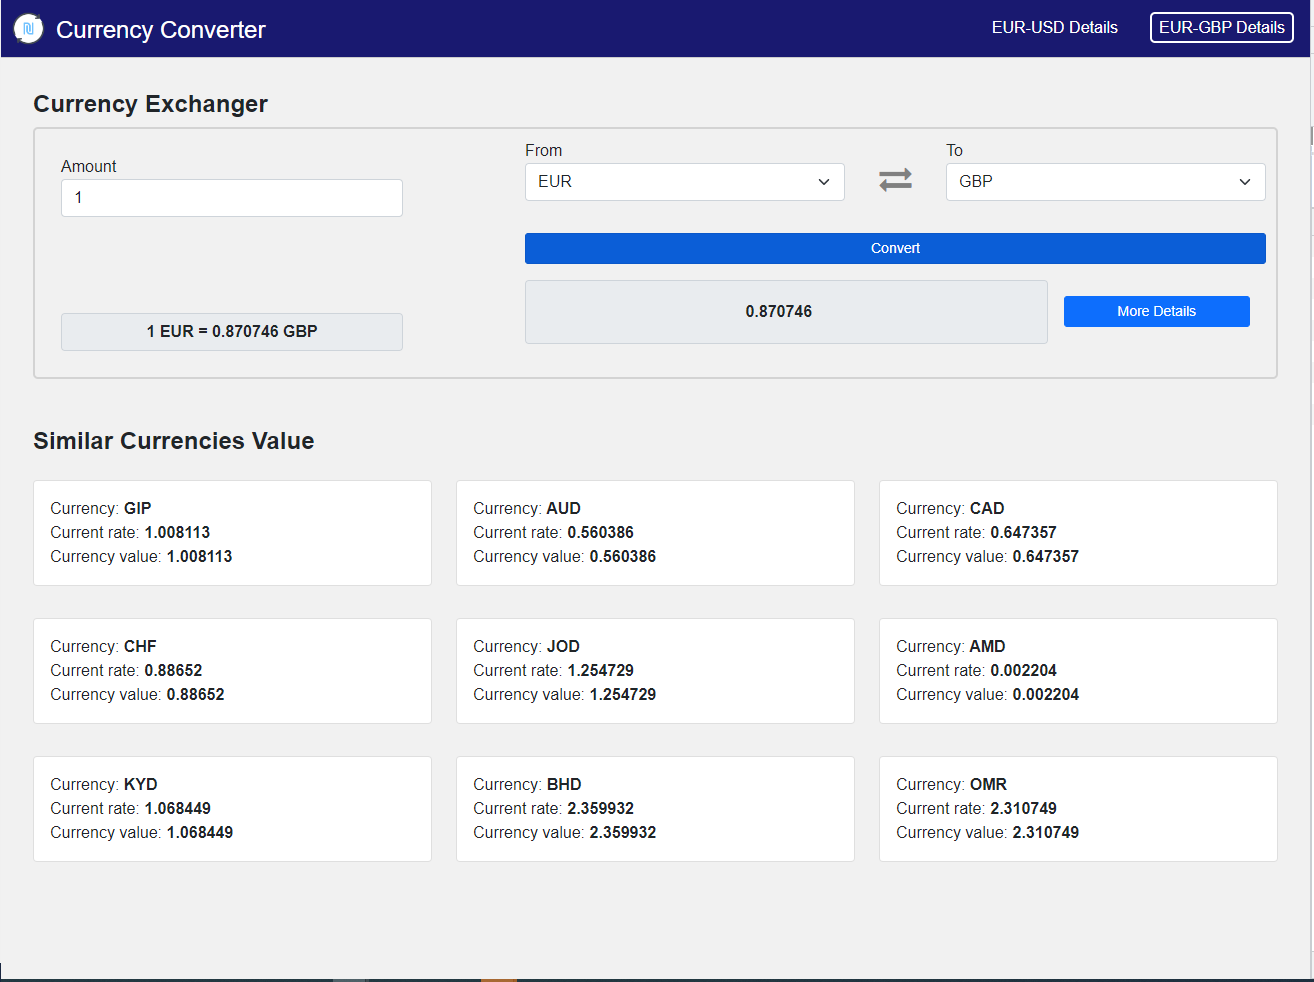 Currency Converter
EUR-USD Details
EUR-GBP Details
Currency Exchanger
Amount
1
From
EUR
To
GBP
Convert
1 EUR = 0.870746 GBP
0.870746
More Details
Similar Currencies Value
Currency: GIP
Current rate: 1.008113
Currency value: 1.008113
Currency: AUD
Current rate: 0.560386
Currency value: 0.560386
Currency: CAD
Current rate: 0.647357
Currency value: 0.647357
Currency: CHF
Current rate: 0.88652
Currency value: 0.88652
Currency: JOD
Current rate: 1.254729
Currency value: 1.254729
Currency: AMD
Current rate: 0.002204
Currency value: 0.002204
Currency: KYD
Current rate: 1.068449
Currency value: 1.068449
Currency: BHD
Current rate: 2.359932
Currency value: 2.359932
Currency: OMR
Current rate: 2.310749
Currency value: 2.310749